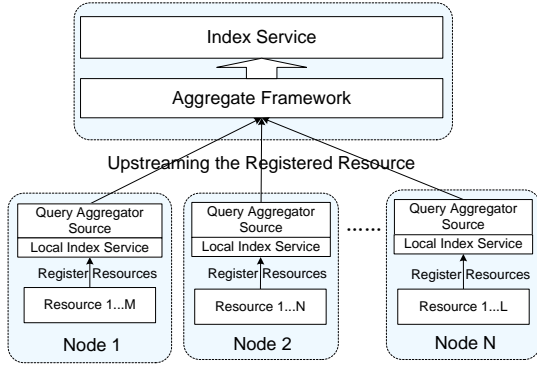 Index Service
Aggregate Framework
Upstreaming the Registered Resource
Query Aggregator
Source
Local Index Service
Register Resources
Resource 1...M
Node 1
Query Aggregator
Source
Local Index Service
Register Resources
Resource 1...N
Node 2
......
Query Aggregator
Source
Local Index Service
Register Resources
Resource 1...L
Node N